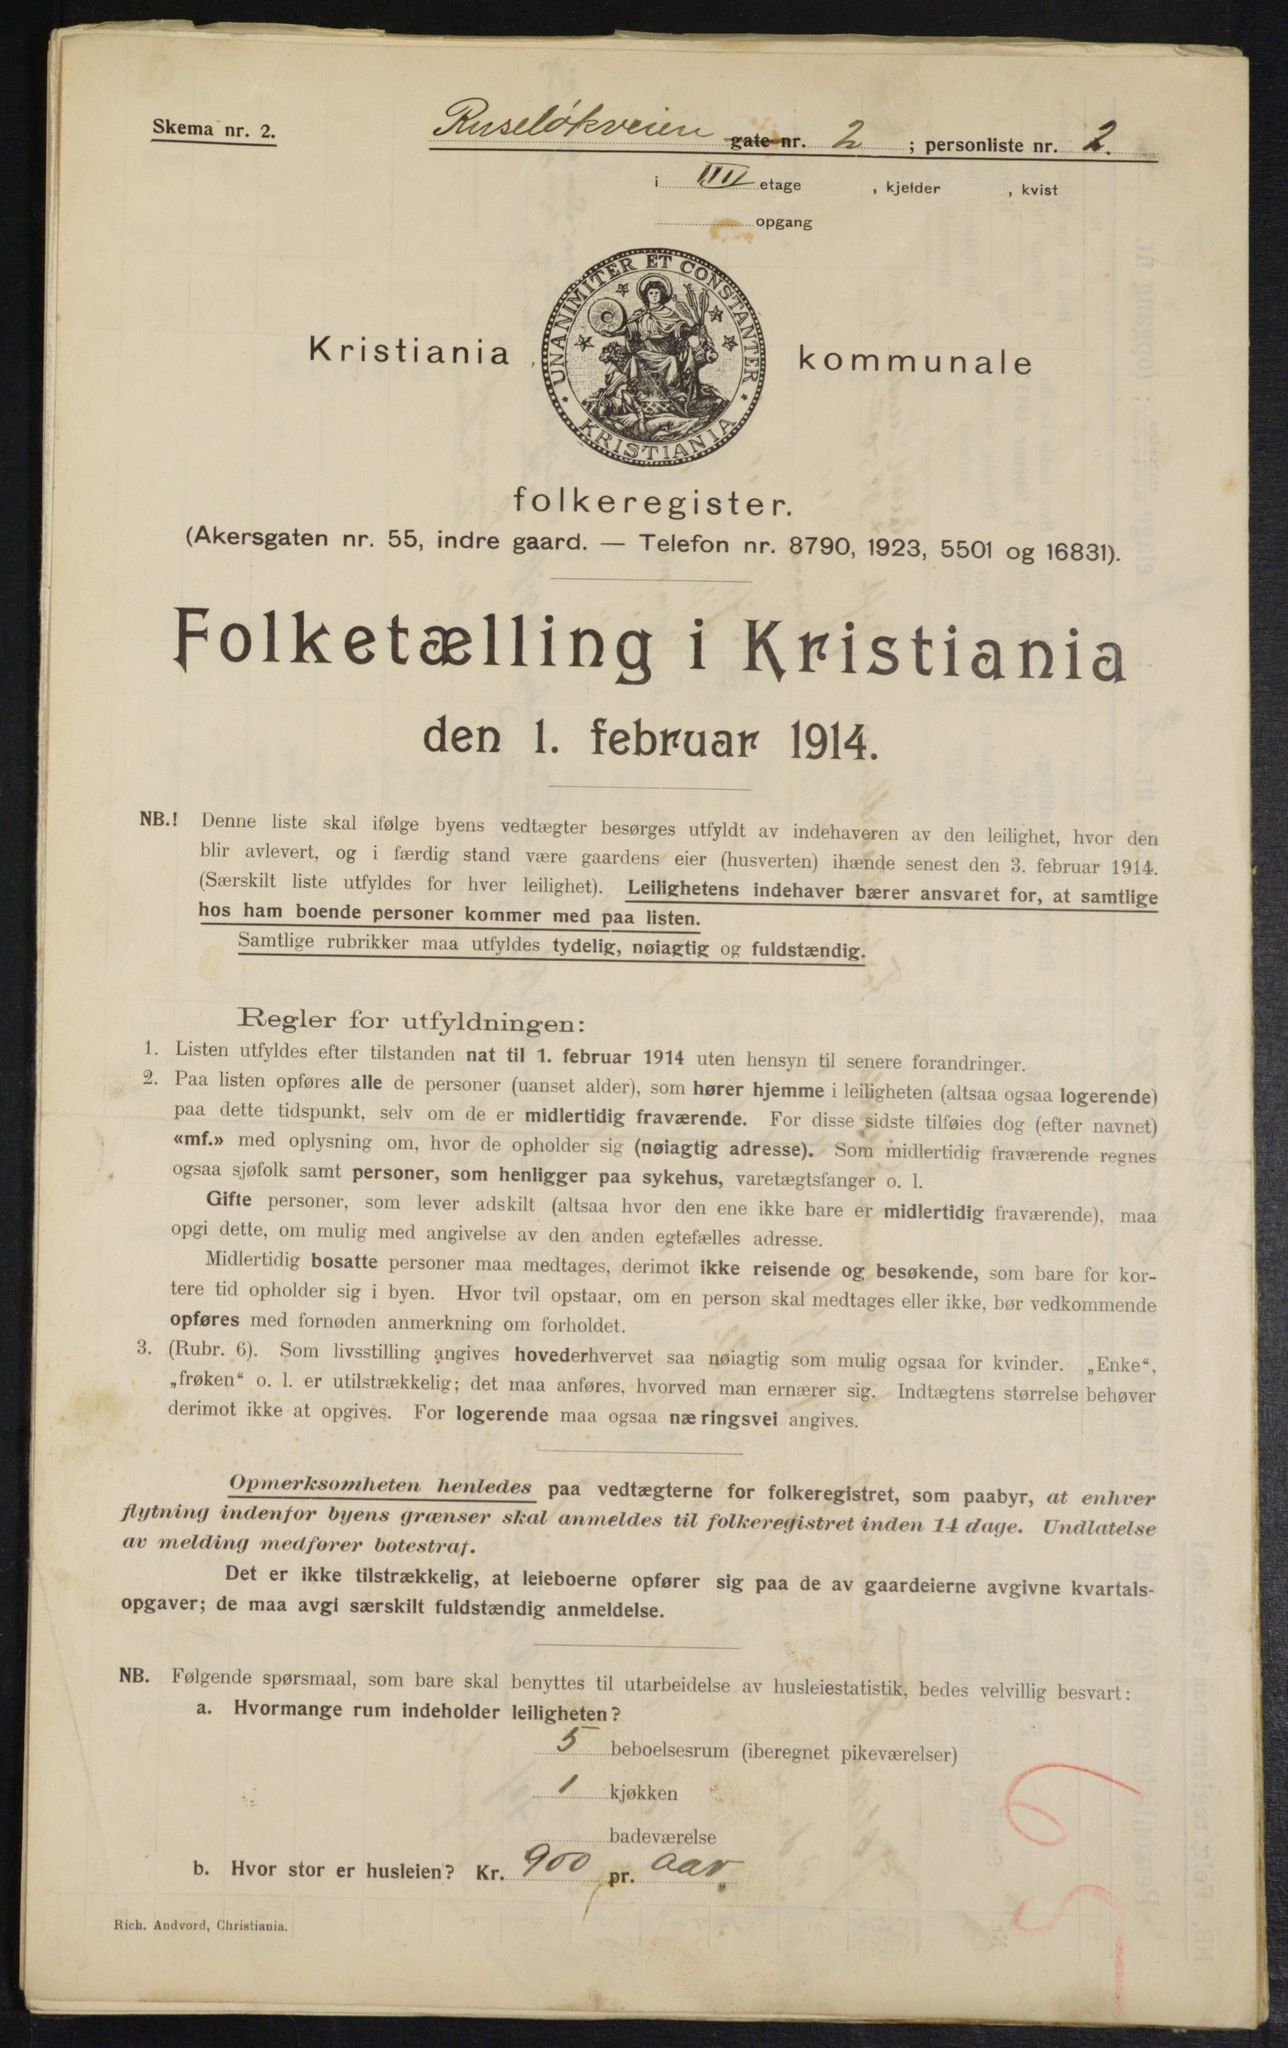 Skema nr. 2.
Ruseløkveien gate nr. 2 ; personliste nr. 2.
i III etage , kjelder , kvist
opgang
UNANIMITER ET CONSTANTER
KRISTIANIA
Kristiania kommunale
folkeregister.
(Akersgaten nr. 55, indre gaard. — Telefon nr. 8790, 1923, 5501 og 16831).
Folketælling i Kristiania
den 1. februar 1914.
NB.! Denne liste skal ifølge byens vedtægter besørges utfyldt av indehaveren av den leilighet, hvor den
blir avlevert, og i færdig stand være gaardens eier (husverten) ihænde senest den 3. februar 1914.
(Særskilt liste utfyldes for hver leilighet). Leilighetens indehaver bærer ansvaret for, at samtlige
hos ham boende personer kommer med paa listen.
Samtlige rubrikker maa utfyldes tydelig, nøiagtig og fuldstændig.
Regler for utfyldningen:
1. Listen utfyldes efter tilstanden nat til 1. februar 1914 uten hensyn til senere forandringer.
2. Paa listen opføres alle de personer (uanset alder), som hører hjemme i leiligheten (altsaa ogsaa logerende)
paa dette tidspunkt, selv om de er midlertidig fraværende. For disse sidste tilføies dog (efter navnet)
«mf.» med oplysning om, hvor de opholder sig (nøiagtig adresse). Som midlertidig fraværende regnes
ogsaa sjøfolk samt personer, som henligger paa sykehus, varetægtsfanger o. l.
Gifte personer, som lever adskilt (altsaa hvor den ene ikke bare er midlertidig fraværende), maa
opgi dette, om mulig med angivelse av den anden egtefælles adresse.
Midlertidig bosatte personer maa medtages, derimot ikke reisende og besøkende, som bare for kor-
tere tid opholder sig i byen. Hvor tvil opstaar, om en person skal medtages eller ikke, bør vedkommende
opføres med fornøden anmerkning om forholdet.
3. (Rubr. 6). Som livsstilling angives hovederhvervet saa nøiagtig som mulig ogsaa for kvinder. „Enke“,
„frøken“ o. l. er utilstrækkelig; det maa anføres, hvorved man ernærer sig. Indtægtens størrelse behøver
derimot ikke at opgives. For logerende maa ogsaa næringsvei angives.
Opmerksomheten henledes paa vedtægterne for folkeregistret, som paabyr, at enhver
flytning indenfor byens grænser skal anmeldes til folkeregistret inden 14 dage. Undlatelse
av melding medfører bøtestraf.
Det er ikke tilstrækkelig, at leieboerne opfører sig paa de av gaardeierne avgivne kvartals-
opgaver; de maa avgi særskilt fuldstændig anmeldelse.
NB. Følgende spørsmaal, som bare skal benyttes til utarbeidelse av husleiestatistik, bedes velvillig besvart:
a. Hvormange rum indeholder leiligheten?
5 beboelsesrum (iberegnet pikeværelser)
1 kjøkken
badeværelse
b. Hvor stor er husleien? Kr. 900 pr. aar.
Rich. Andvord, Christiania.